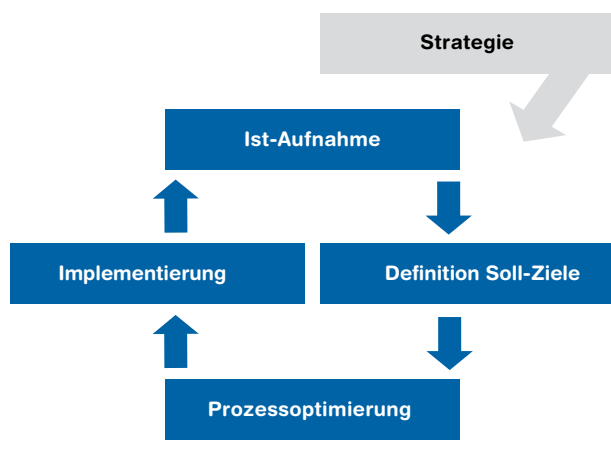 Strategie
Ist-Aufnahme
Implementierung
Definition Soll-Ziele
Prozessoptimierung